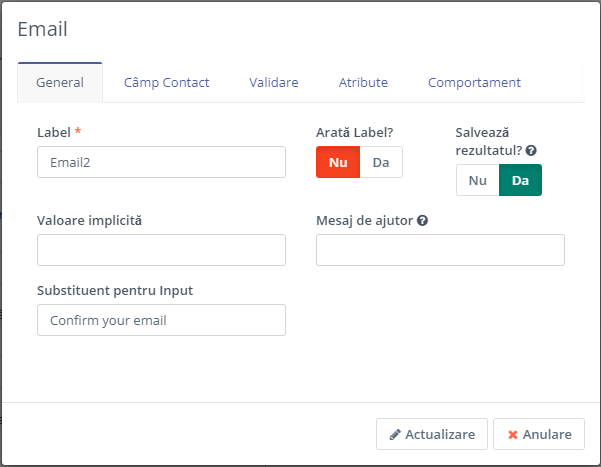 Email
General Câmp Contact Validare Atribute Comportament
Label * Arată Label? Salvează
rezultatul?
Email2 Nu Da
Nu Da
Valoare implicită Mesaj de ajutor
Substituent pentru Input
Confirm your email
Actualizare Anulare